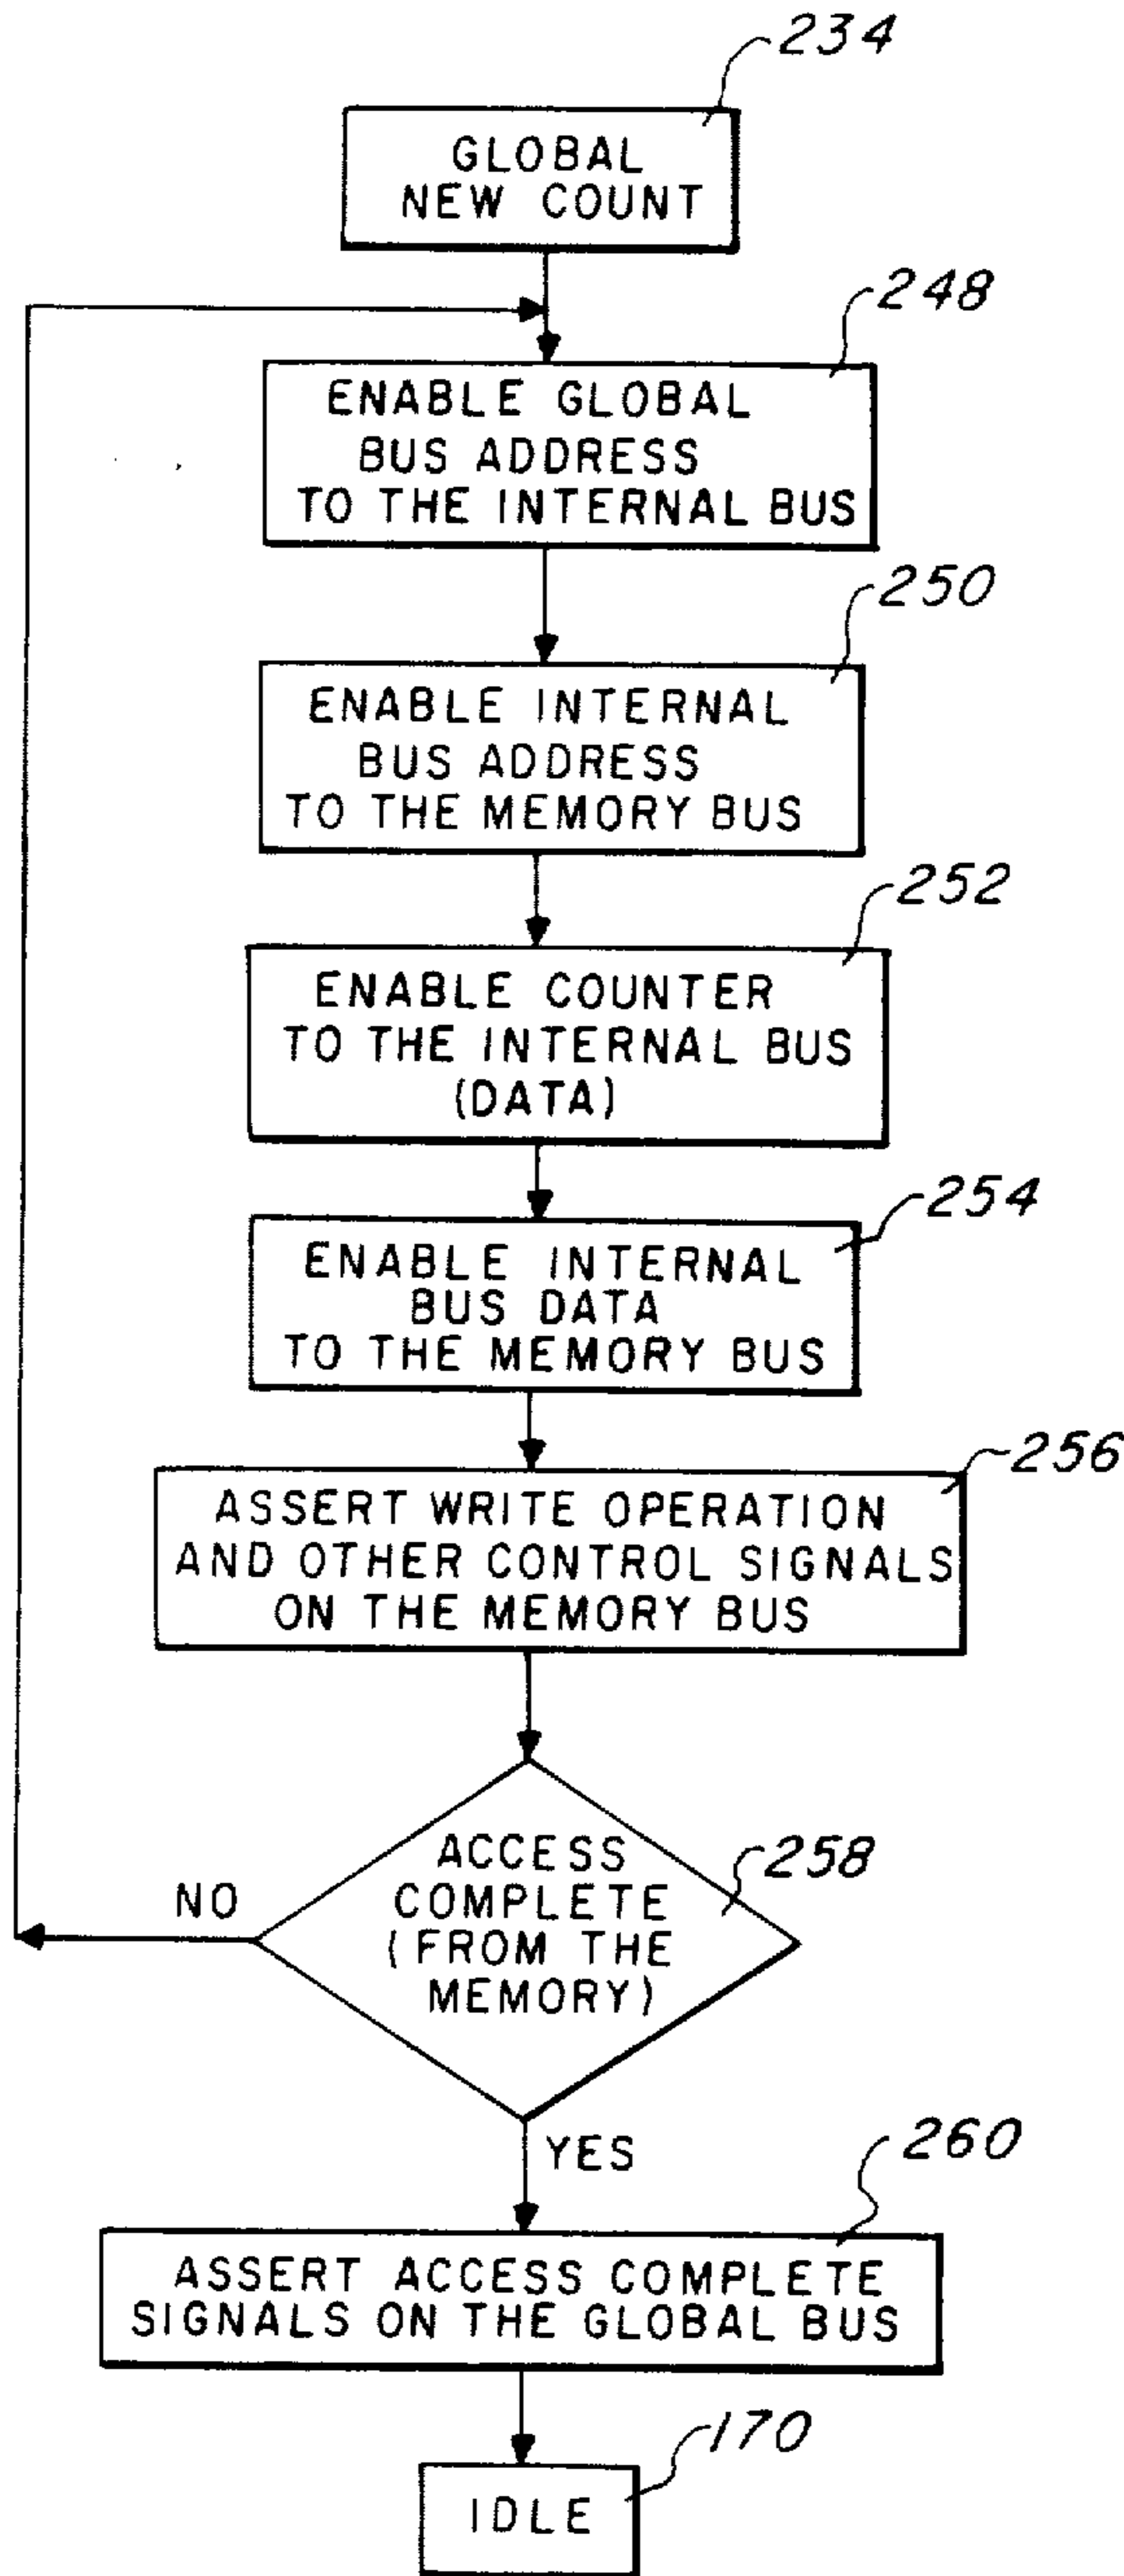 234
GLOBAL
NEW COUNT
248
ENABLE GLOBAL
BUS ADDRESS
TO THE INTERNAL BUS
250
ENABLE INTERNAL
BUS ADDRESS
TO THE MEMORY BUS
252
ENABLE COUNTER
TO THE INTERNAL BUS
(DATA)
254
ENABLE INTERNAL
BUS DATA
TO THE MEMORY BUS
256
ASSERT WRITE OPERATION
AND OTHER CONTROL SIGNALS
ON THE MEMORY BUS
258
ACCESS
COMPLETE
(FROM THE
MEMORY)
NO
YES
260
ASSERT ACCESS COMPLETE
SIGNALS ON THE GLOBAL BUS
170
IDLE